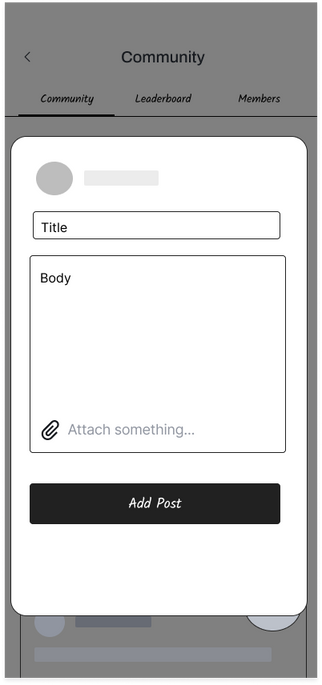 Community
Community Leaderboard Members
Title
Body
Attach something...
Add Post